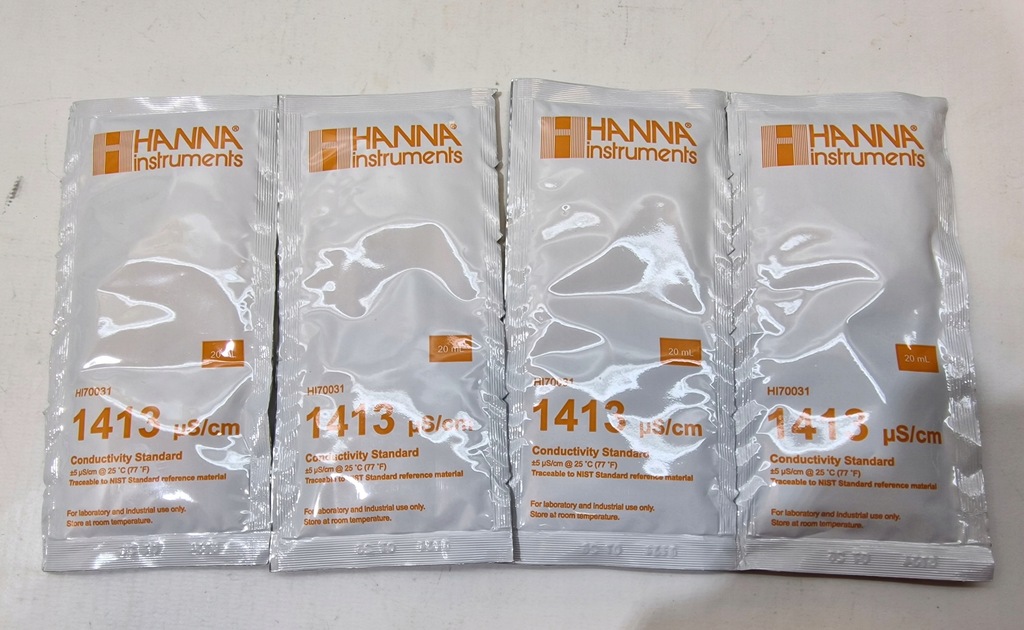 HANNA®
instruments
20 mL
HI70031
1413 µS/cm
Conductivity Standard
±5 µS/cm @ 25 °C (77 °F)
Traceable to NIST Standard reference material
For laboratory and industrial use only.
Store at room temperature.
HANNA®
instruments
20 mL
HI70031
1413 µS/cm
Conductivity Standard
±5 µS/cm @ 25 °C (77 °F)
Traceable to NIST Standard reference material
For laboratory and industrial use only.
Store at room temperature.
HANNA®
instruments
20 mL
HI70031
1413 µS/cm
Conductivity Standard
±5 µS/cm @ 25 °C (77 °F)
Traceable to NIST Standard reference material
For laboratory and industrial use only.
Store at room temperature.
HANNA®
instruments
20 mL
HI70031
1413 µS/cm
Conductivity Standard
±5 µS/cm @ 25 °C (77 °F)
Traceable to NIST Standard reference material
For laboratory and industrial use only.
Store at room temperature.